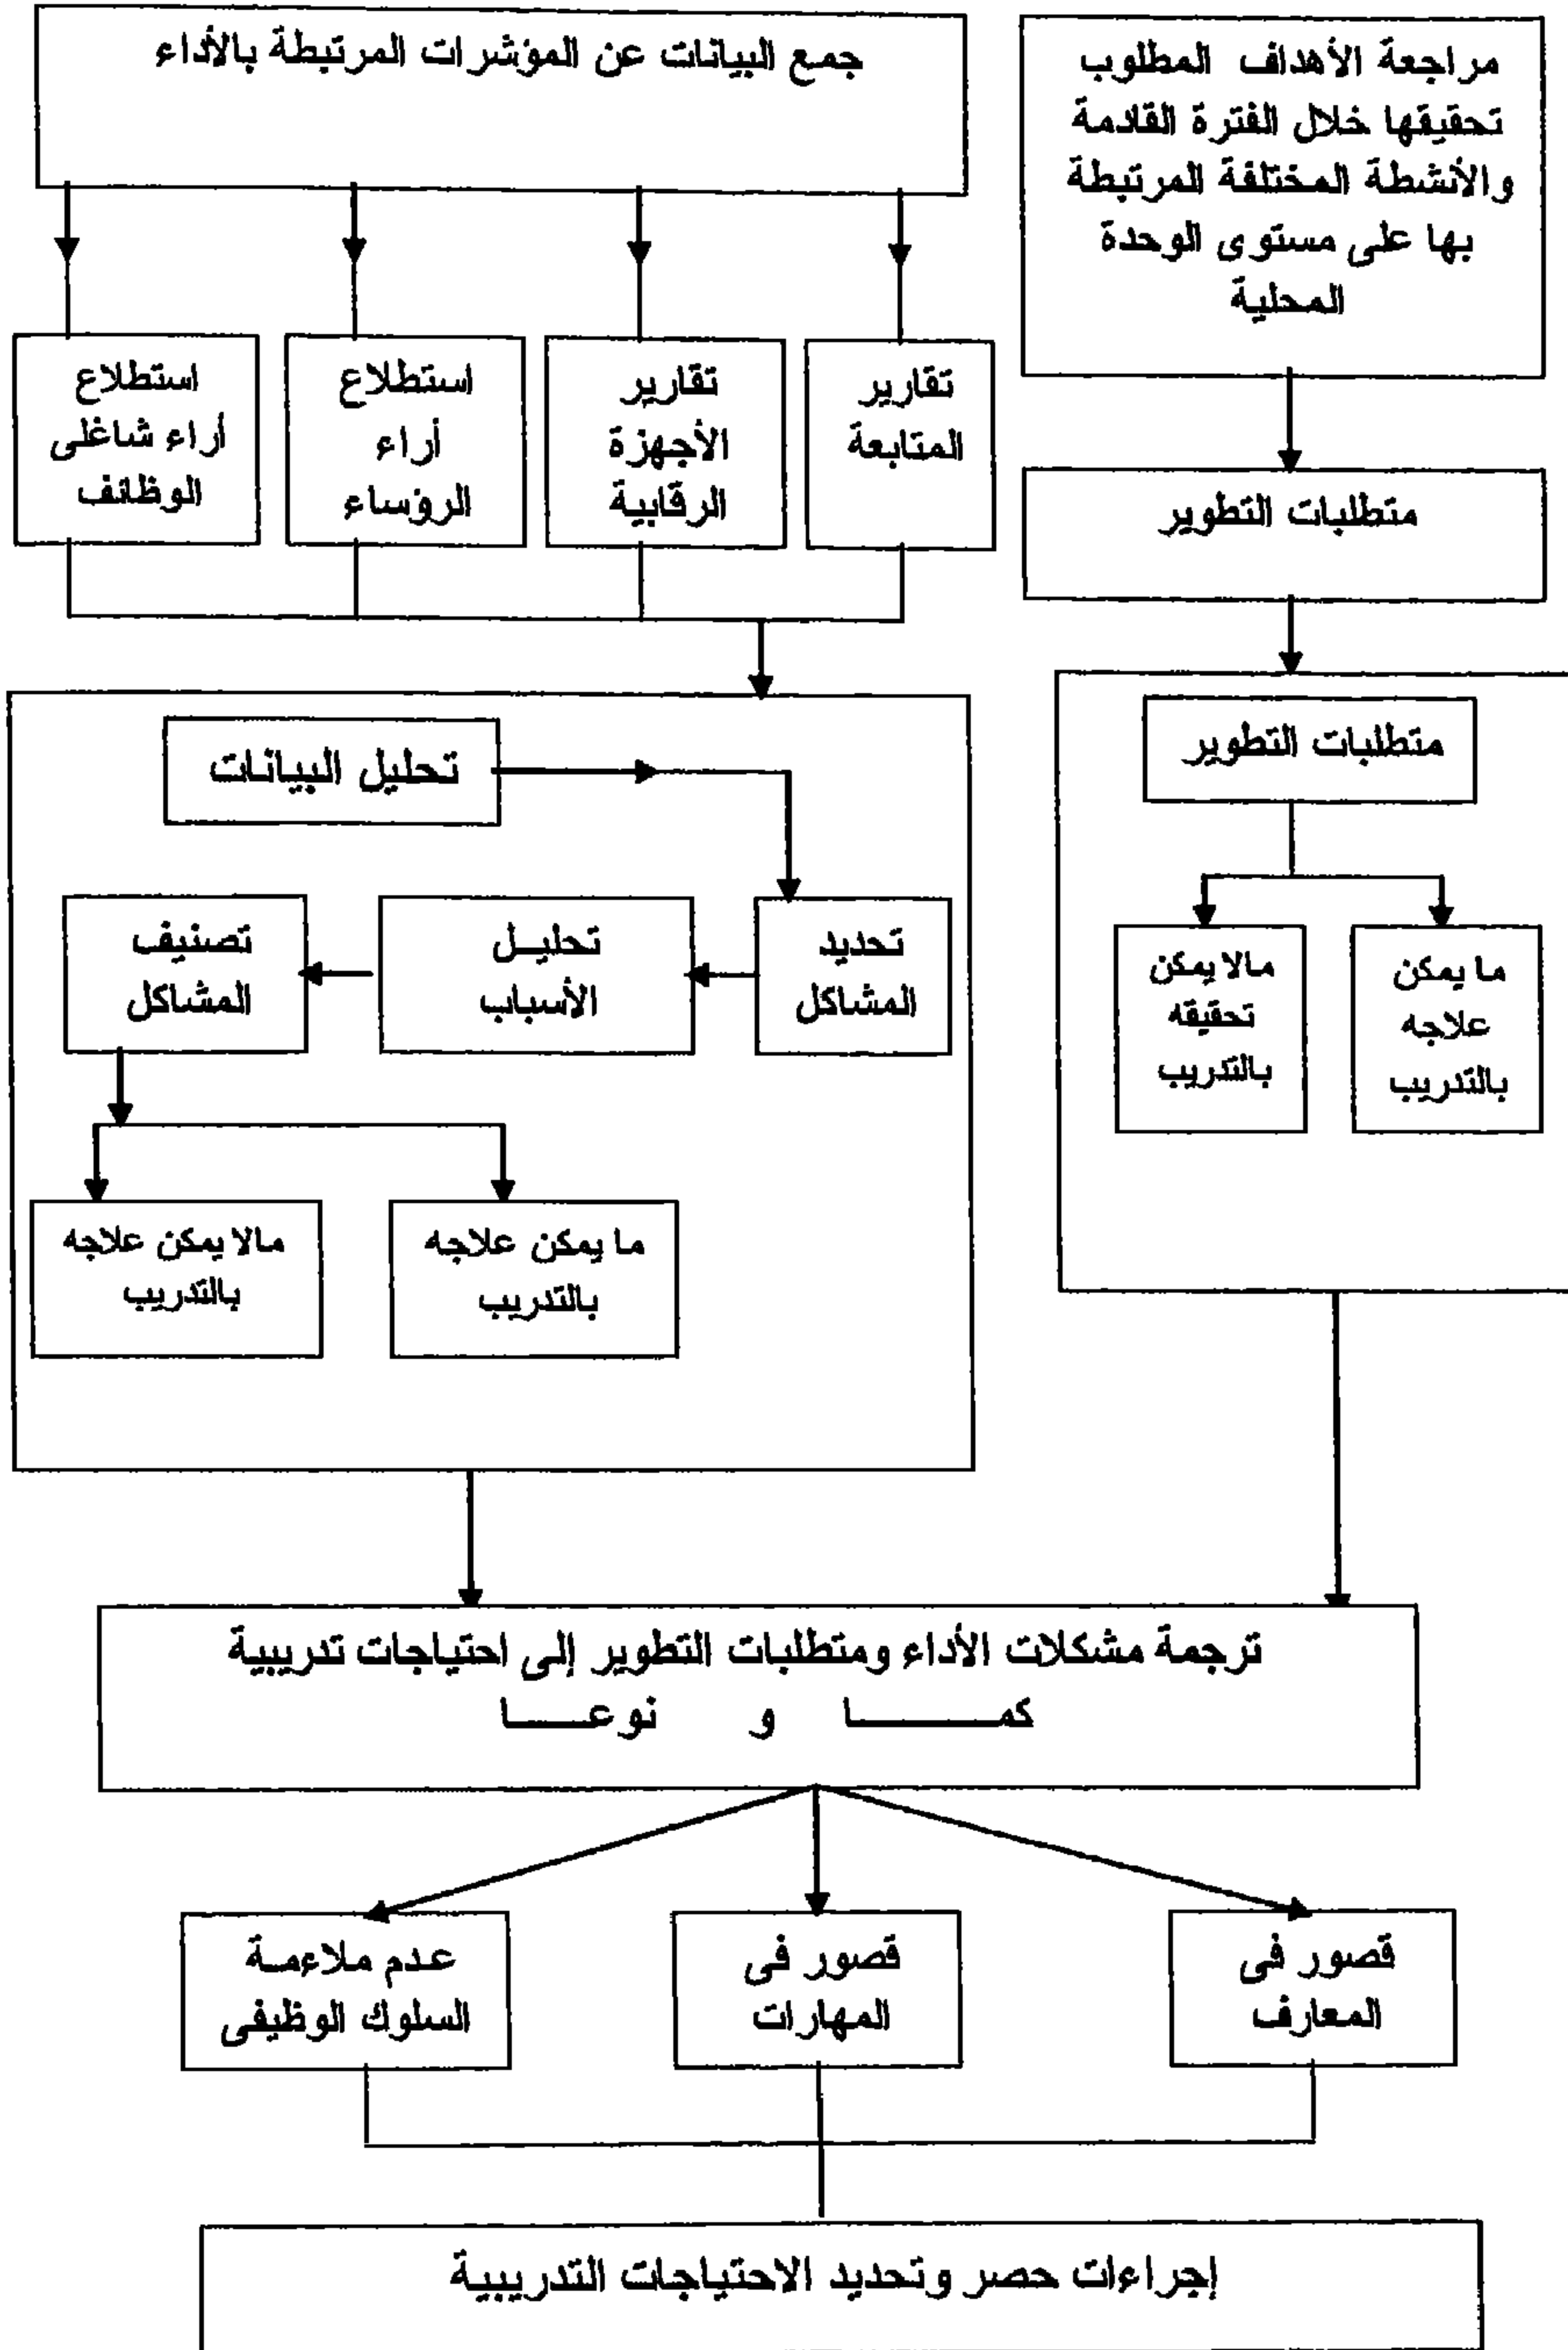 مراجعة الأهداف المطلوب
تحقيقها خلال الفترة القادمة
والأنشطة المختلفة المرتبطة
بها على مستوى الوحدة
المحلية
جمع البيانات عن المؤشرات المرتبطة بالأداء
تقارير
المتابعة
تقارير
الأجهزة
الرقابية
استطلاع
أراء
الرؤساء
استطلاع
أراء شاغلى
الوظائف
متطلبات التطوير
متطلبات التطوير
ما يمكن
علاجه
بالتدريب
مالا يمكن
تحقيقه
بالتدريب
تحليل البيانات
تحديد
المشاكل
تحليــل
الأسباب
تصنيف
المشاكل
ما يمكن علاجه
بالتدريب
مالا يمكن علاجه
بالتدريب
ترجمة مشكلات الأداء ومتطلبات التطوير إلى احتياجات تدريبية
كمـــــــا و نوعـــــا
قصور فى
المعارف
قصور فى
المهارات
عدم ملاءمة
السلوك الوظيفى
إجراءات حصر وتحديد الاحتياجات التدريبية